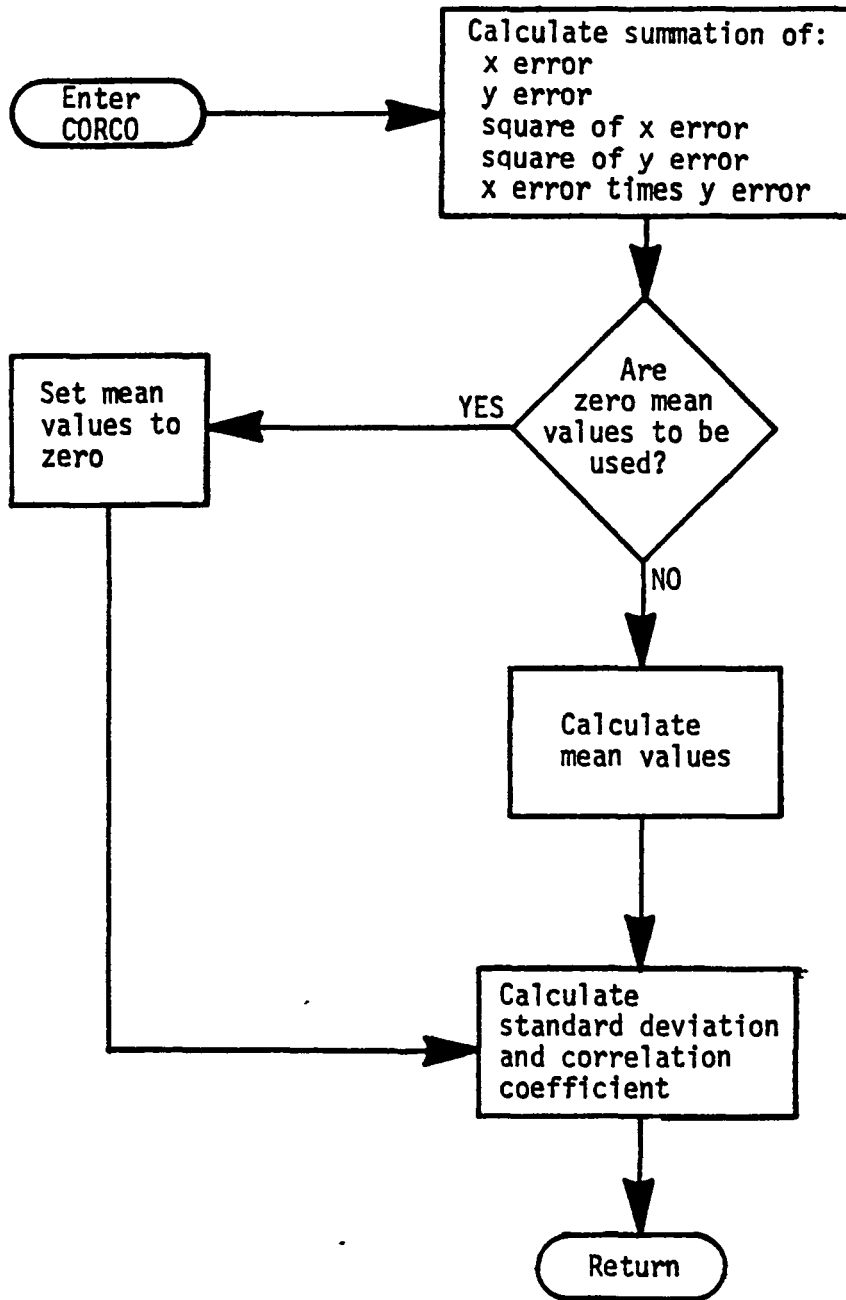 Enter
CORCO
Calculate summation of:
x error
y error
square of x error
square of y error
x error times y error
Are
zero mean
values to be
used?
YES
Set mean
values to
zero
NO
Calculate
mean values
Calculate
standard deviation
and correlation
coefficient
Return